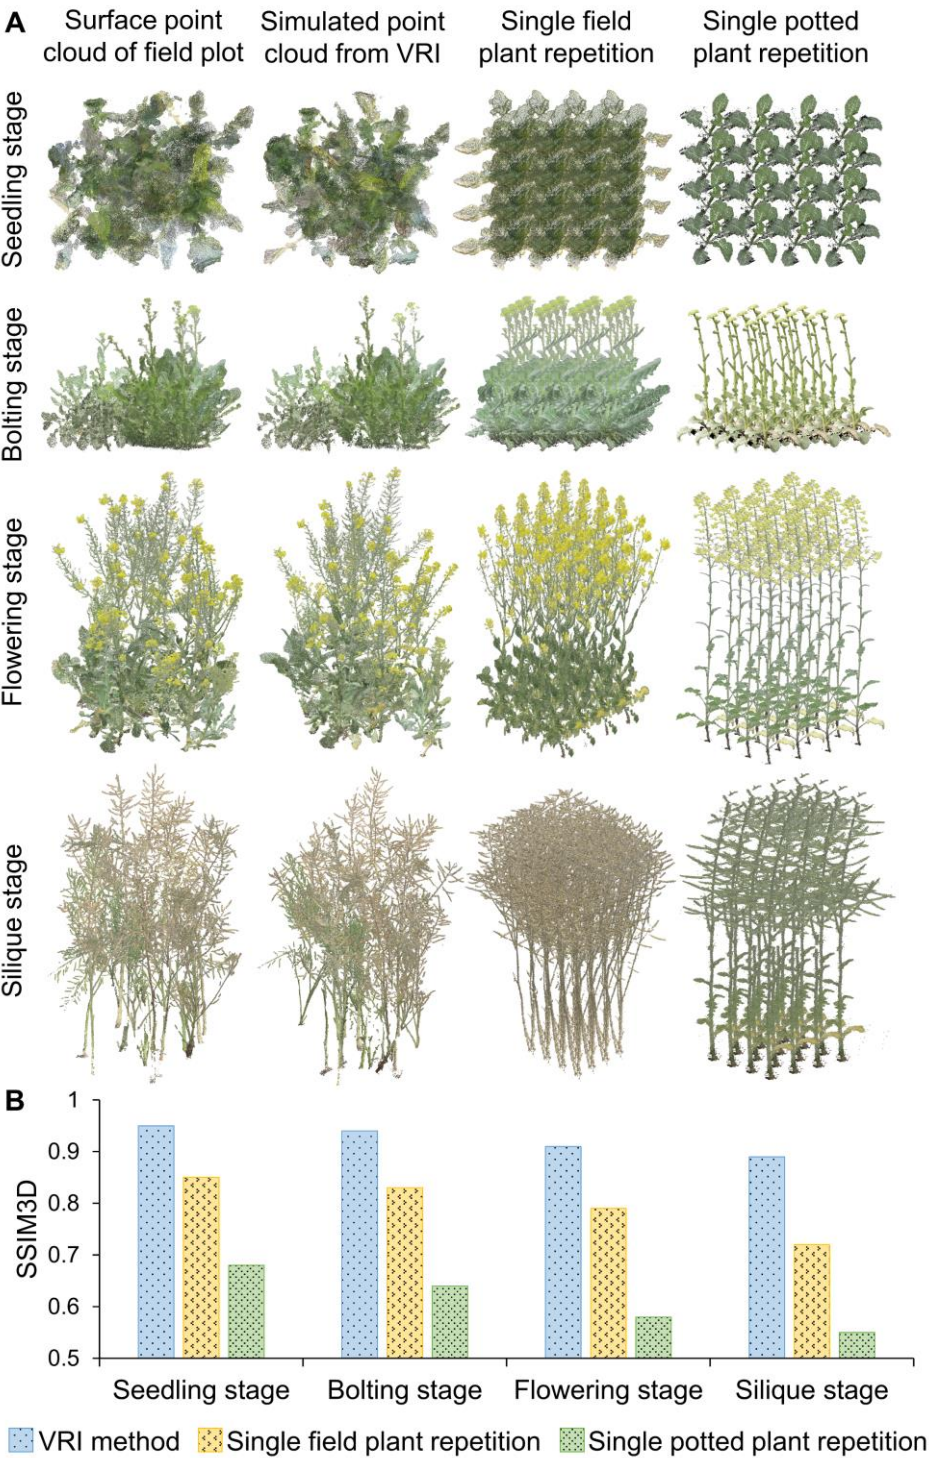 A
Surface point
cloud of field plot
Simulated point
cloud from VRI
Single field
plant repetition
Single potted
plant repetition
Seedling stage
Bolting stage
Flowering stage
Silique stage
B
SSIM3D
1
0.9
0.8
0.7
0.6
0.5
Seedling stage
Bolting stage
Flowering stage
Silique stage
VRI method
Single field plant repetition
Single potted plant repetition